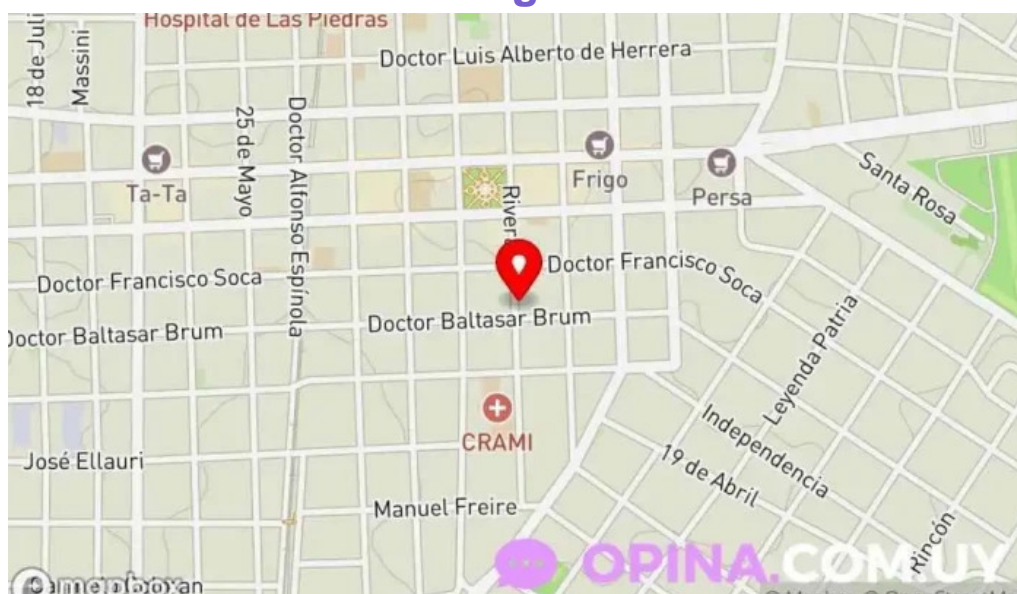 Hospital de Las Piedras
18 de Juli
Massini
Doctor Luis Alberto de Herrera
25 de Mayo
Doctor Alfonso Espínola
Ta-Ta
Frigo
Persa
Santa Rosa
Rivera
Doctor Francisco Soca
Doctor Francisco Soca
Doctor Baltasar Brum
Doctor Baltasar Brum
Leyenda Patria
CRAMI
Independencia
José Ellauri
19 de Abril
Manuel Freire
Rincón
OPINA.COM.UY